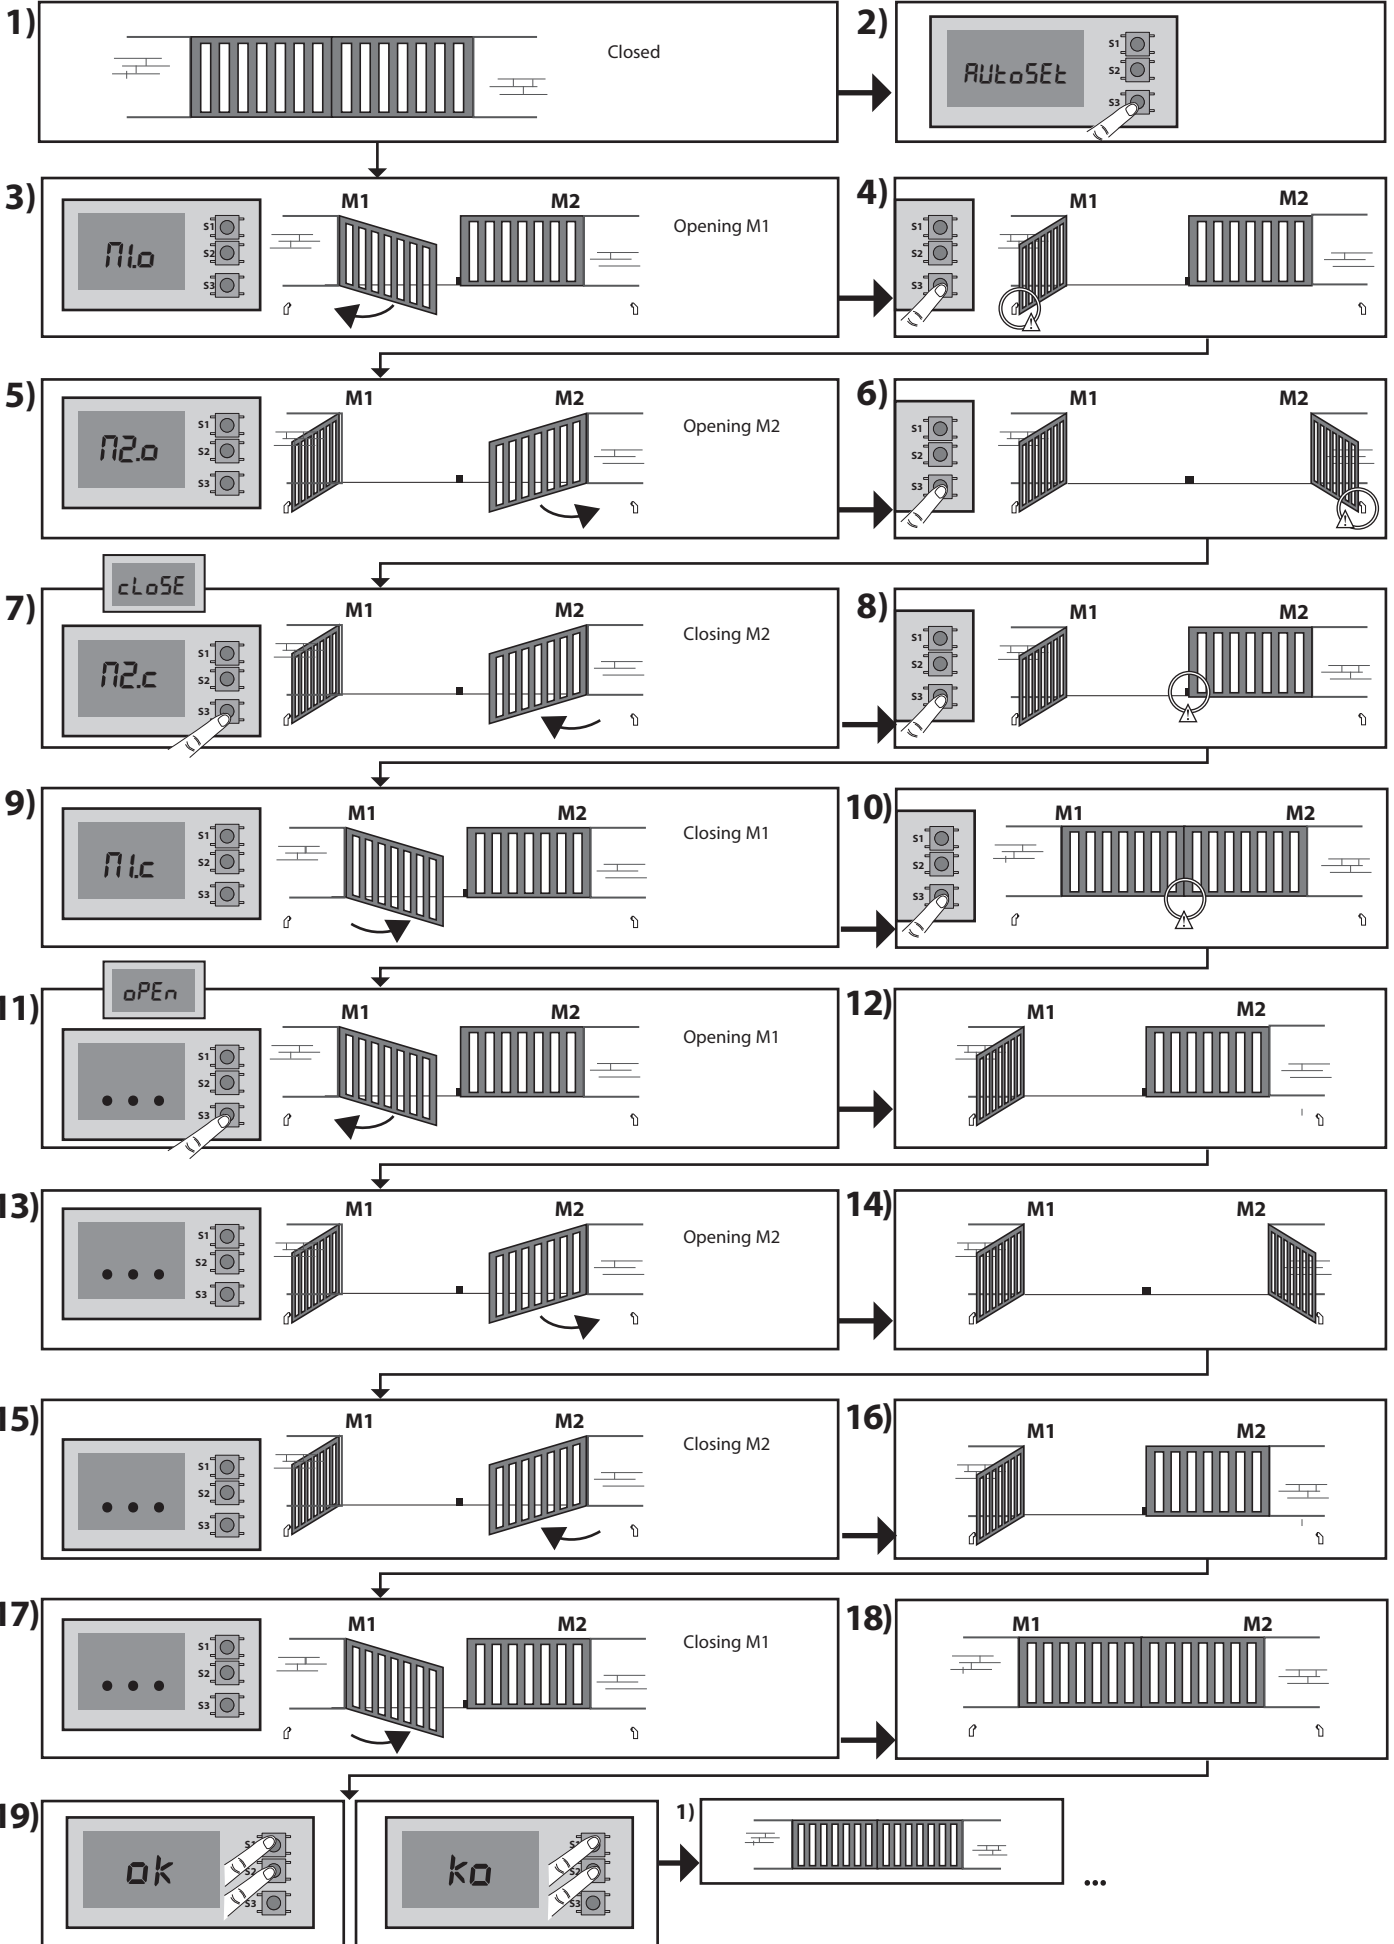 1)
Closed
2)
AUtoSEt
S1
S2
S3
3)
M1.o
S1
S2
S3
M1
M2
Opening M1
4)
S1
S2
S3
M1
M2
5)
M2.o
S1
S2
S3
M1
M2
Opening M2
6)
S1
S2
S3
M1
M2
cLoSE
7)
M2.c
S1
S2
S3
M1
M2
Closing M2
8)
S1
S2
S3
M1
M2
9)
M1.c
S1
S2
S3
M1
M2
Closing M1
10)
S1
S2
S3
M1
M2
oPEn
11)
...
S1
S2
S3
M1
M2
Opening M1
12)
M1
M2
13)
...
S1
S2
S3
M1
M2
Opening M2
14)
M1
M2
15)
...
S1
S2
S3
M1
M2
Closing M2
16)
M1
M2
17)
...
S1
S2
S3
M1
M2
Closing M1
18)
M1
M2
19)
ok
S1
S2
S3
ko
S1
S2
S3
1)
...